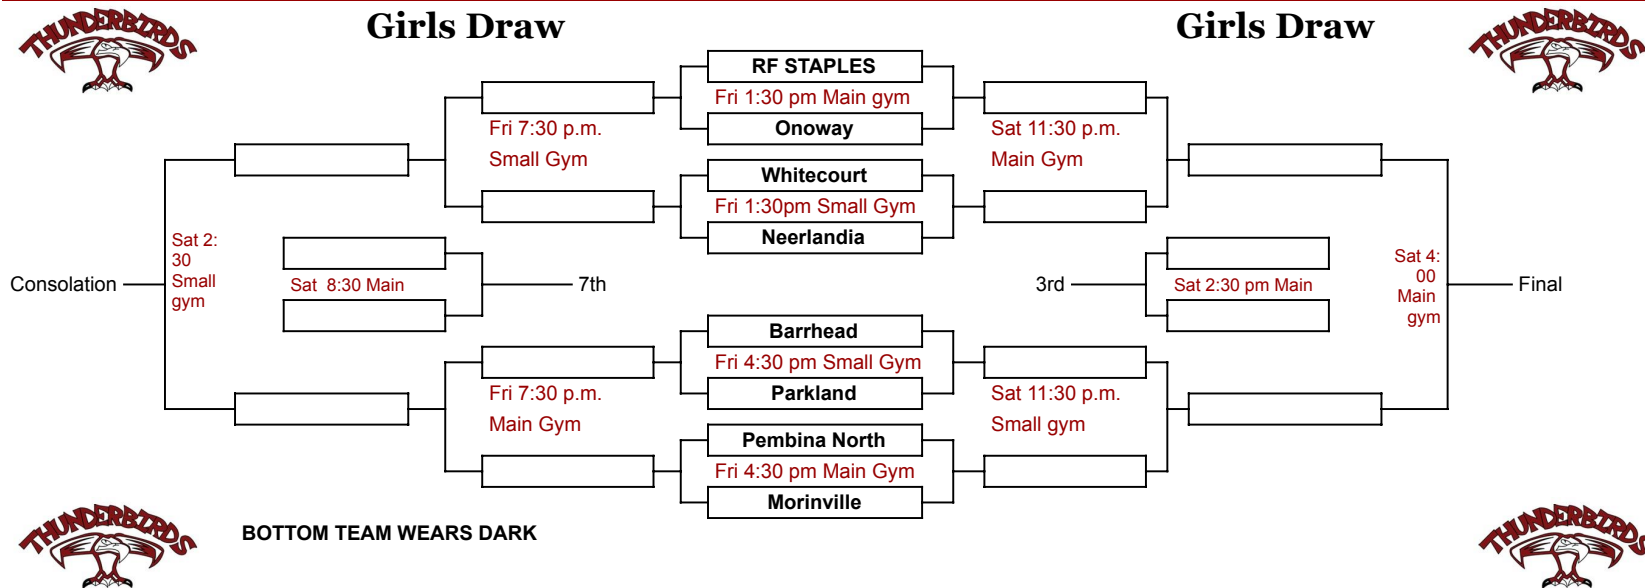 THUNDERBIRDS
Girls Draw
Girls Draw
THUNDERBIRDS
RF STAPLES
Fri 1:30 pm Main gym
Onoway
Fri 7:30 p.m.
Small Gym
Sat 11:30 p.m.
Main Gym
Whitecourt
Fri 1:30pm Small Gym
Neerlandia
Sat 2:
30
Small
gym
Consolation
Sat  8:30 Main
7th
3rd
Sat 2:30 pm Main
Sat 4:
00
Main
gym
Final
Barrhead
Fri 4:30 pm Small Gym
Parkland
Fri 7:30 p.m.
Main Gym
Sat 11:30 p.m.
Small gym
Pembina North
Fri 4:30 pm Main Gym
Morinville
THUNDERBIRDS
BOTTOM TEAM WEARS DARK
THUNDERBIRDS